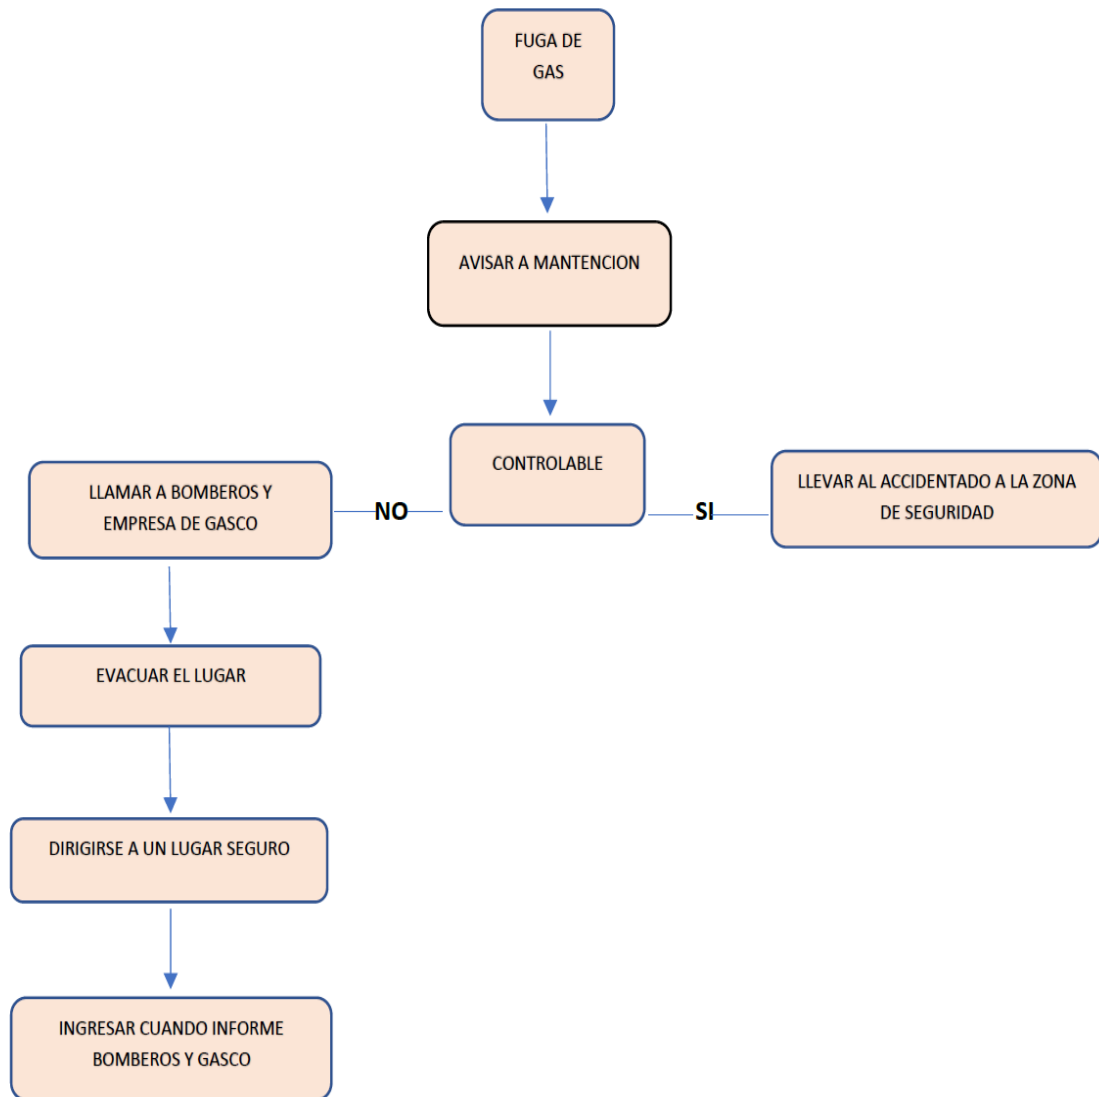 FUGA DE
GAS
AVISAR A MANTENCION
CONTROLABLE
LLAMAR A BOMBEROS Y
EMPRESA DE GASCO
NO
SI
LLEVAR AL ACCIDENTADO A LA ZONA
DE SEGURIDAD
EVACUAR EL LUGAR
DIRIGIRSE A UN LUGAR SEGURO
INGRESAR CUANDO INFORME
BOMBEROS Y GASCO